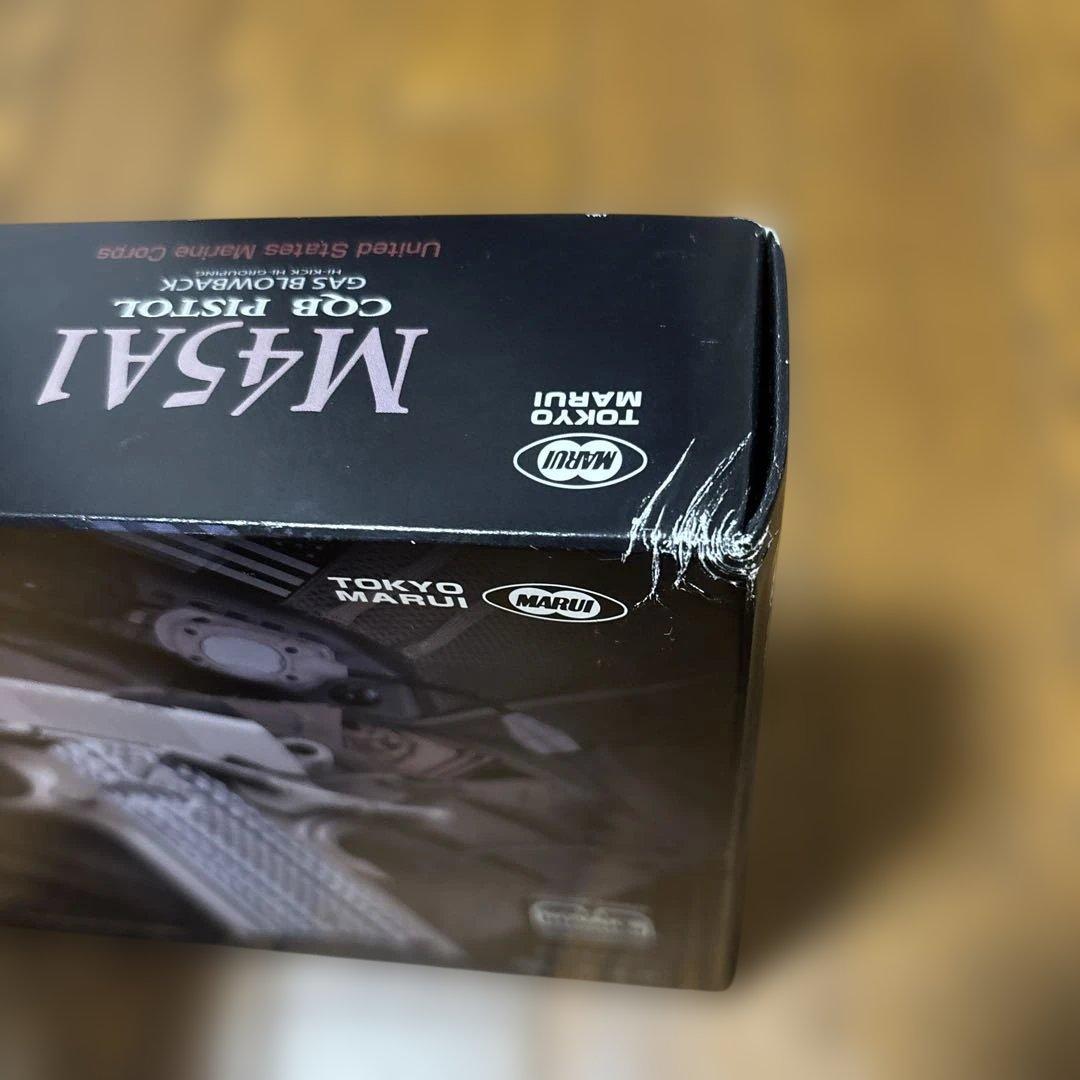 United States Marine Corps
HI-KICK HI-GROUPING
GAS BLOWBACK
CQB PISTOL
M45A1
TOKYO
MARUI
MARUI
TOKYO
MARUI
MARUI